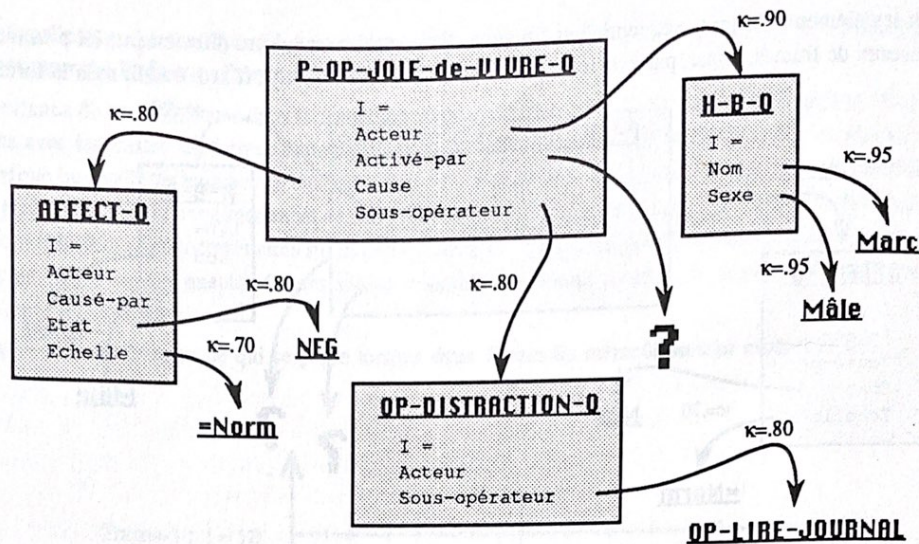 κ=.90
P-OP-JOIE-de-VIVRE-0
I =
Acteur
Activé-par
Cause
Sous-opérateur
H-B-0
I =
Nom
Sexe
κ=.95
Marc
κ=.95
Mâle
κ=.80
AFFECT-0
I =
Acteur
Causé-par
Etat
Echelle
κ=.80
NEG
κ=.70
=Norm
κ=.80
?
OP-DISTRACTION-0
I =
Acteur
Sous-opérateur
κ=.80
OP-LIRE-JOURNAL